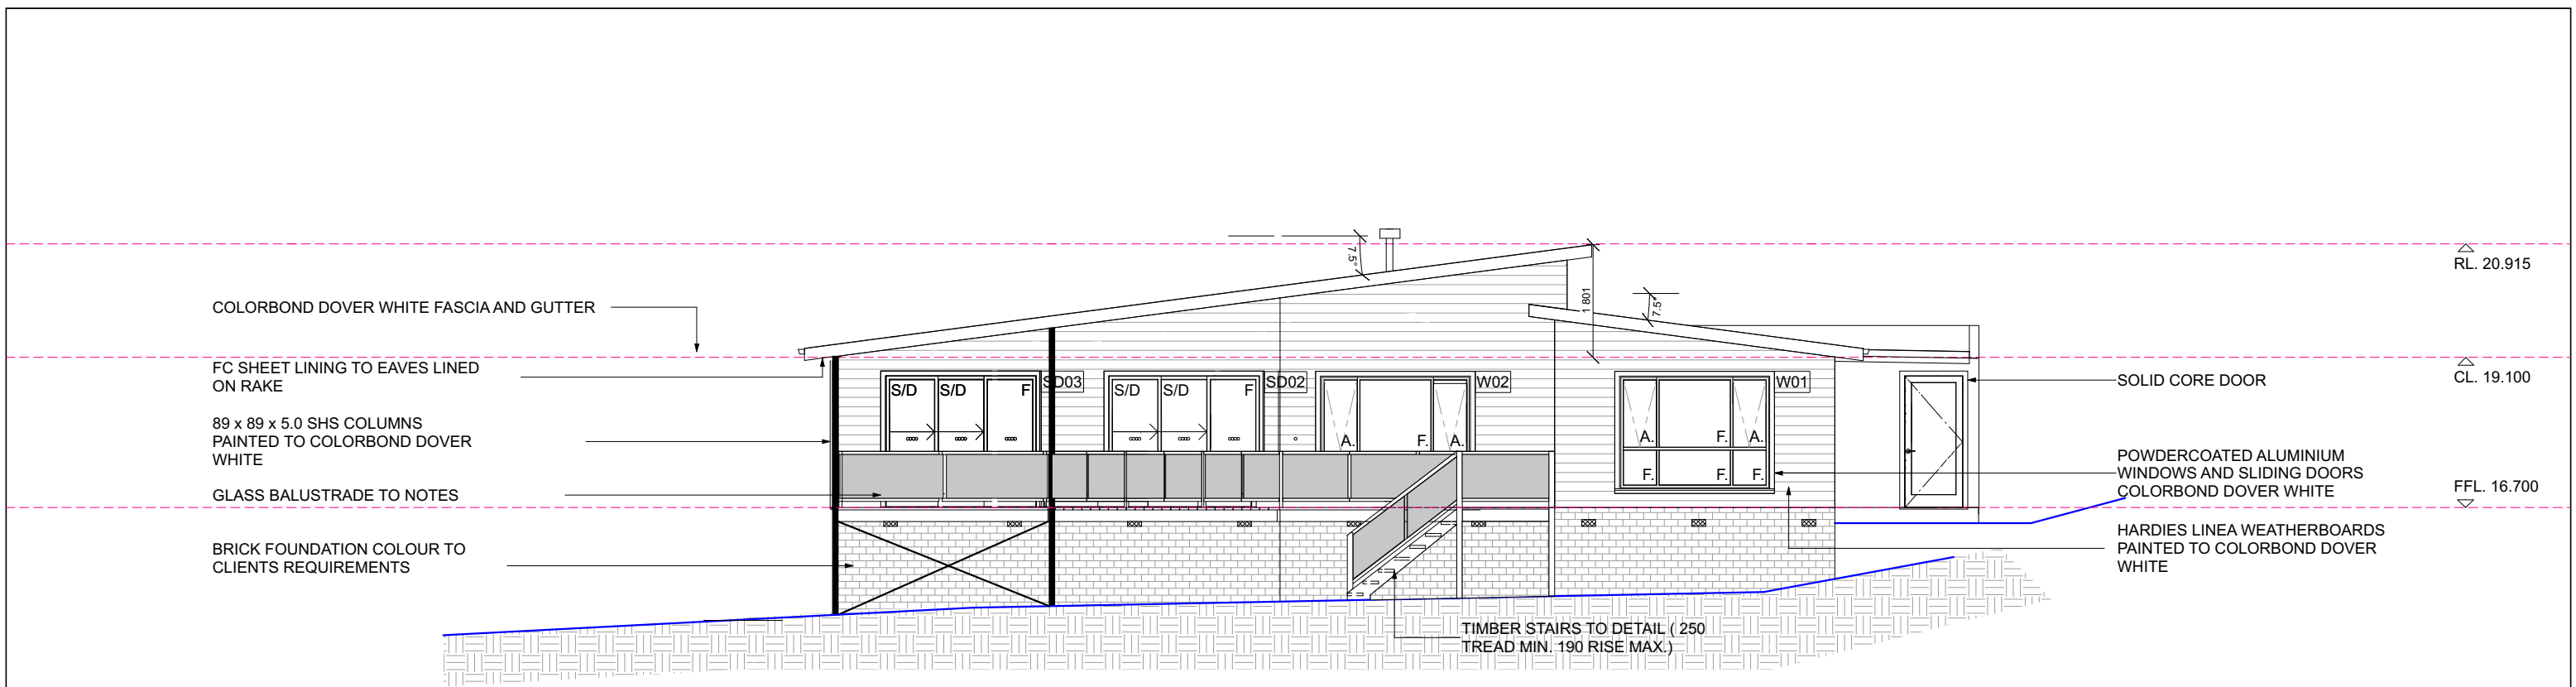 7.5°
RL. 20.915
1 801
7.5°
COLORBOND DOVER WHITE FASCIA AND GUTTER
FC SHEET LINING TO EAVES LINED
ON RAKE
CL. 19.100
S/D
S/D
F
SD03
S/D
S/D
F
SD02
W02
W01
SOLID CORE DOOR
89 x 89 x 5.0 SHS COLUMNS
PAINTED TO COLORBOND DOVER
WHITE
A.
F.
A.
A.
F.
A.
F.
F.
F.
POWDERCOATED ALUMINIUM
WINDOWS AND SLIDING DOORS
COLORBOND DOVER WHITE
GLASS BALUSTRADE TO NOTES
FFL. 16.700
BRICK FOUNDATION COLOUR TO
CLIENTS REQUIREMENTS
HARDIES LINEA WEATHERBOARDS
PAINTED TO COLORBOND DOVER
WHITE
TIMBER STAIRS TO DETAIL ( 250
TREAD MIN. 190 RISE MAX.)